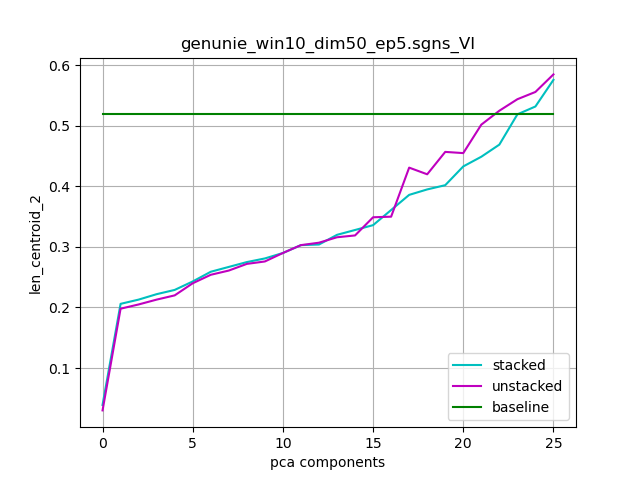 genunie_win10_dim50_ep5.sgns_VI
len_centroid_2
0.6
0.5
0.4
0.3
0.2
0.1
0 5 10 15 20 25
pca components
stacked
unstacked
baseline